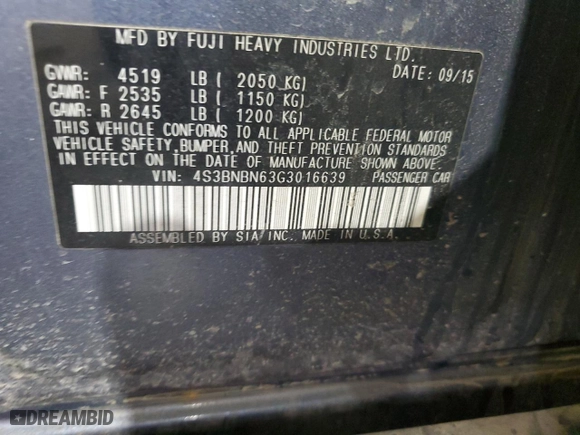 MFD BY FUJI HEAVY INDUSTRIES LTD.
GVWR: 4519 LB ( 2050 KG) DATE: 09/15
GAWR: F 2535 LB ( 1150 KG)
GAWR: R 2645 LB ( 1200 KG)
THIS VEHICLE CONFORMS TO ALL APPLICABLE FEDERAL MOTOR
VEHICLE SAFETY,BUMPER,AND THEFT PREVENTION STANDARDS
IN EFFECT ON THE DATE OF MANUFACTURE SHOWN ABOVE.
VIN: 4S3BNBN63G3016639 PASSENGER CAR
ASSEMBLED BY SIA/INC. MADE IN U.S.A.
DREAMBID